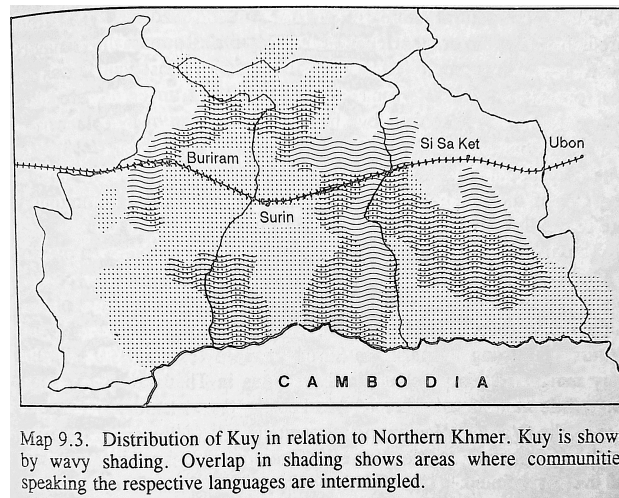 Buriram
Si Sa Ket
Ubon
Surin
CAMBODIA
Map 9.3. Distribution of Kuy in relation to Northern Khmer. Kuy is show
by wavy shading. Overlap in shading shows areas where communitie
speaking the respective languages are intermingled.